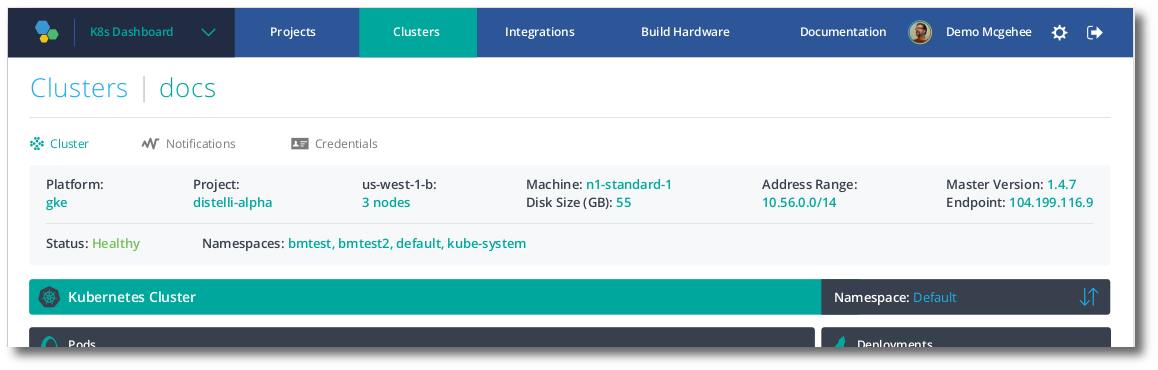 K8s Dashboard Projects Clusters Integrations Build Hardware Documentation Demo Mcgehee
Clusters | docs
Cluster Notifications Credentials
Platform: Project: us-west-1-b: Machine: n1-standard-1 Address Range: Master Version: 1.4.7
gke distelli-alpha 3 nodes Disk Size (GB): 55 10.56.0.0/14 Endpoint: 104.199.116.9
Status: Healthy Namespaces: bmtest, bmtest2, default, kube-system
Kubernetes Cluster Namespace: Default
Pods Deployments